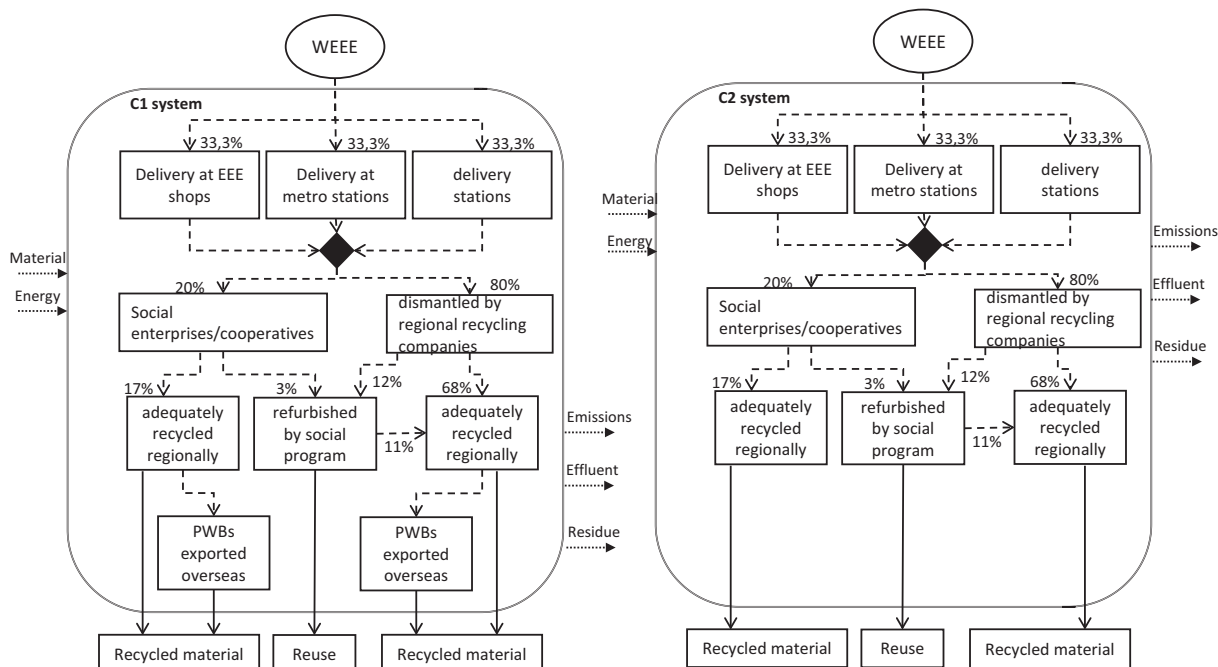 WEEE
C1 system
33,3%
33,3%
33,3%
Delivery at EEE
shops
Delivery at
metro stations
delivery
stations
Material
Energy
20%
80%
Social
enterprises/cooperatives
dismantled by
regional recycling
companies
17%
3%
12%
68%
adequately
recycled
regionally
refurbished
by social
program
11%
adequately
recycled
regionally
Emissions
Effluent
Residue
PWBs
exported
overseas
PWBs
exported
overseas
Recycled material
Reuse
Recycled material
WEEE
C2 system
33,3%
33,3%
33,3%
Delivery at EEE
shops
Delivery at
metro stations
delivery
stations
Material
Energy
Emissions
Effluent
Residue
20%
80%
Social
enterprises/cooperatives
dismantled by
regional recycling
companies
17%
3%
12%
68%
adequately
recycled
regionally
refurbished
by social
program
11%
adequately
recycled
regionally
Recycled material
Reuse
Recycled material